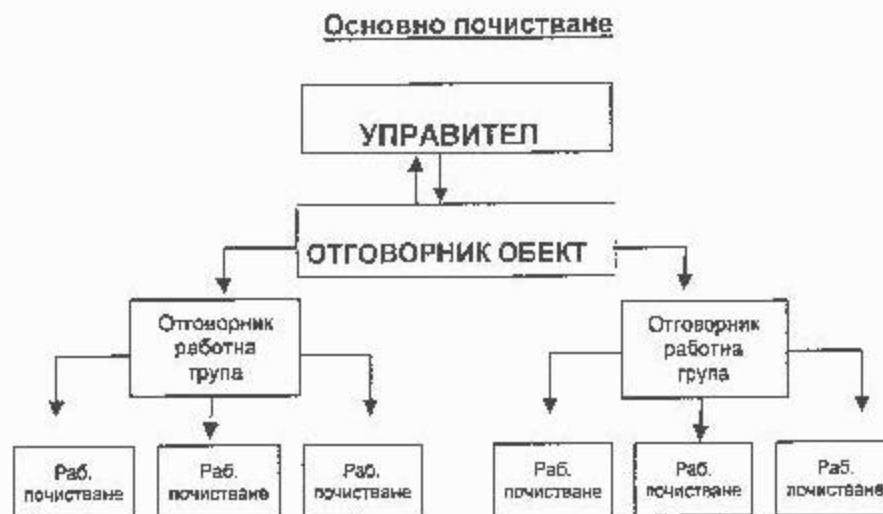 Основно почистване
УПРАВИТЕЛ
ОТГОВОРНИК ОБЕКТ
Отговорник
работна
група
Отговорник
работна
група
Раб.
почистване
Раб.
почистване
Раб.
почистване
Раб.
почистване
Раб.
почистване
Раб.
почистване